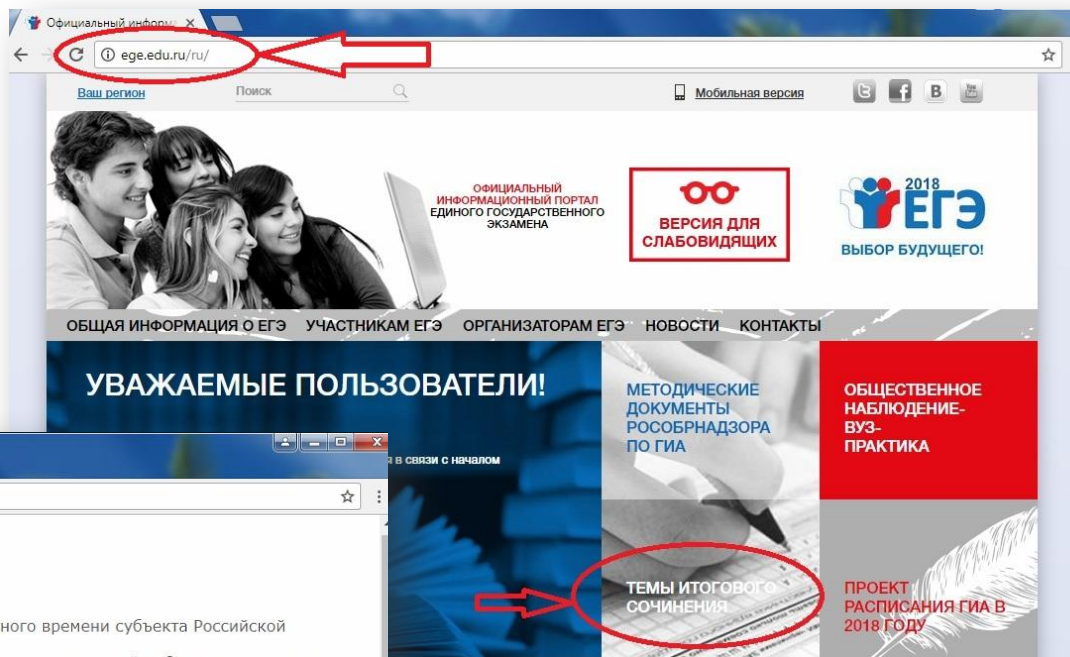 Официальный информ
ege.edu.ru/ru/
Ваш регион
Поиск
Мобильная версия
You
ОФИЦИАЛЬНЫЙ
ИНФОРМАЦИОННЫЙ ПОРТАЛ
ЕДИНОГО ГОСУДАРСТВЕННОГО
ЭКЗАМЕНА
ВЕРСИЯ ДЛЯ
СЛАБОВИДЯЩИХ
2018
ЕГЭ
ВЫБОР БУДУЩЕГО!
ОБЩАЯ ИНФОРМАЦИЯ О ЕГЭ УЧАСТНИКАМ ЕГЭ ОРГАНИЗАТОРАМ ЕГЭ НОВОСТИ КОНТАКТЫ
УВАЖАЕМЫЕ ПОЛЬЗОВАТЕЛИ!
я в связи с началом
МЕТОДИЧЕСКИЕ
ДОКУМЕНТЫ
РОСОБРНАДЗОРА
ПО ГИА
ОБЩЕСТВЕННОЕ
НАБЛЮДЕНИЕ-
ВУЗ-
ПРАКТИКА
ТЕМЫ ИТОГОВОГО
СОЧИНЕНИЯ
ПРОЕКТ
РАСПИСАНИЯ ГИА В
2018 ГОДУ
ного времени субъекта Российской